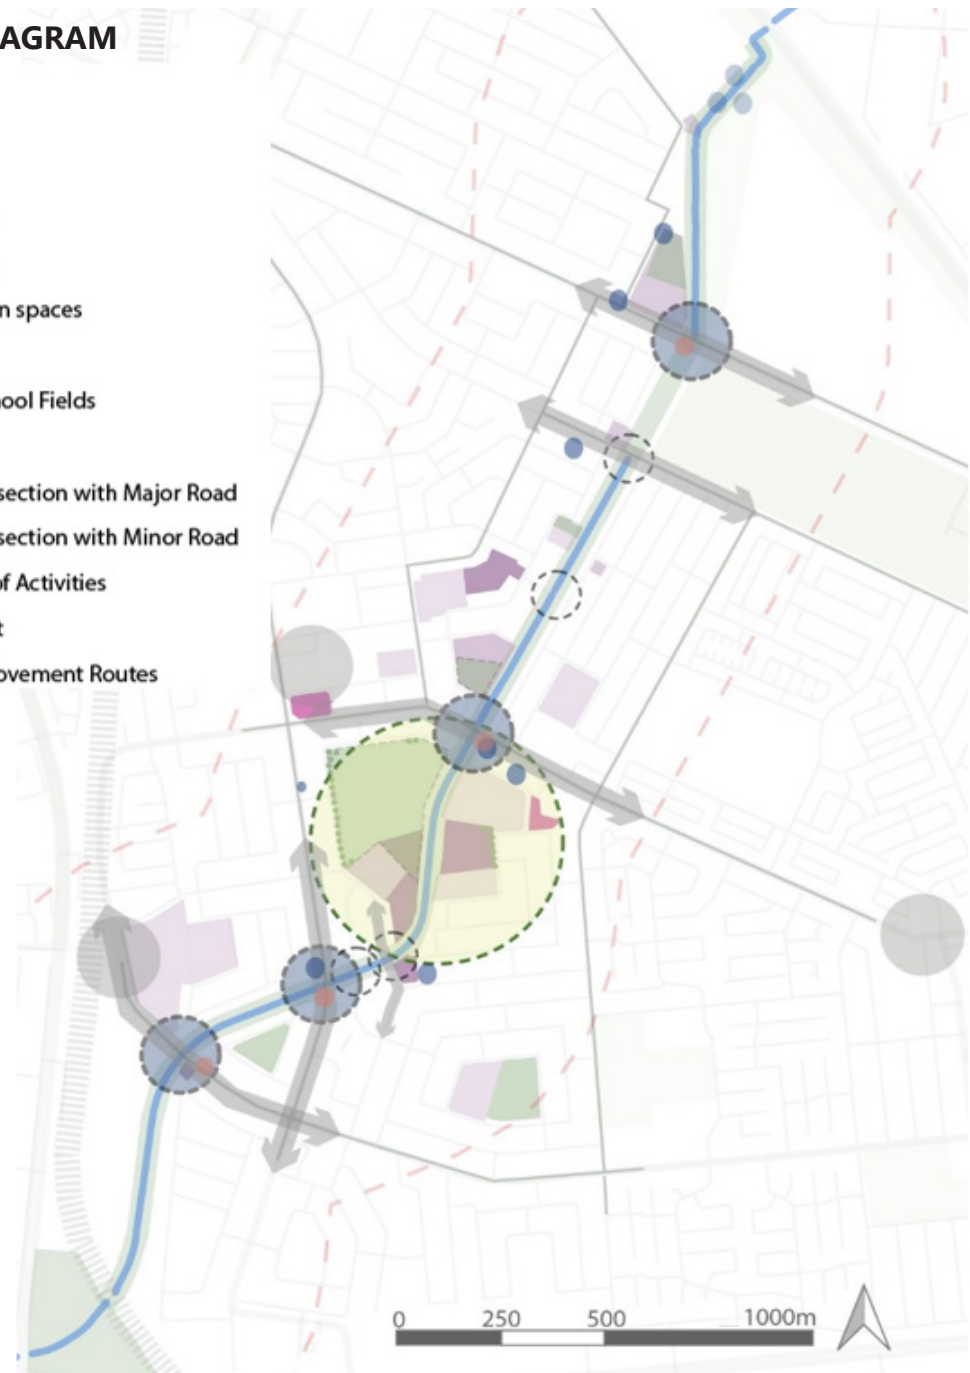 AGRAM
n spaces
ool Fields
section with Major Road
section with Minor Road
of Activities
t
ovement Routes
0 250 500 1000m